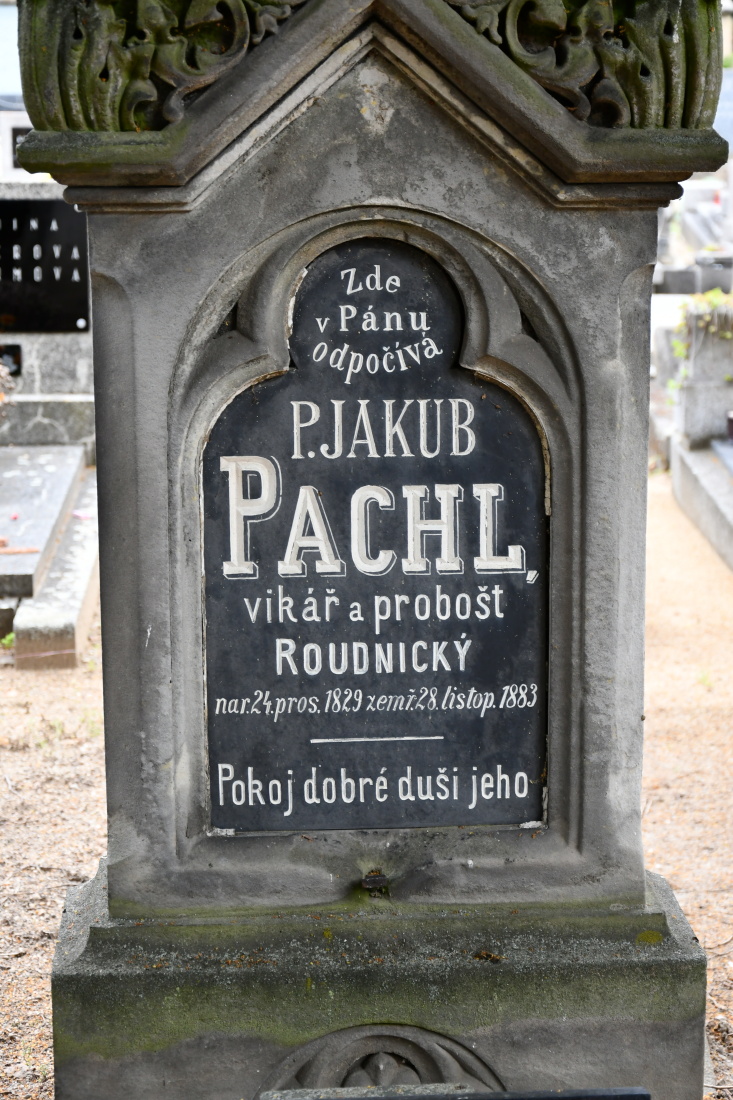 Zde
v Pánu
odpočívá
P. JAKUB
PACHL,
vikář a probošt
ROUDNICKÝ
nar. 24. pros. 1829 zemř. 28. listop. 1883
Pokoj dobré duši jeho